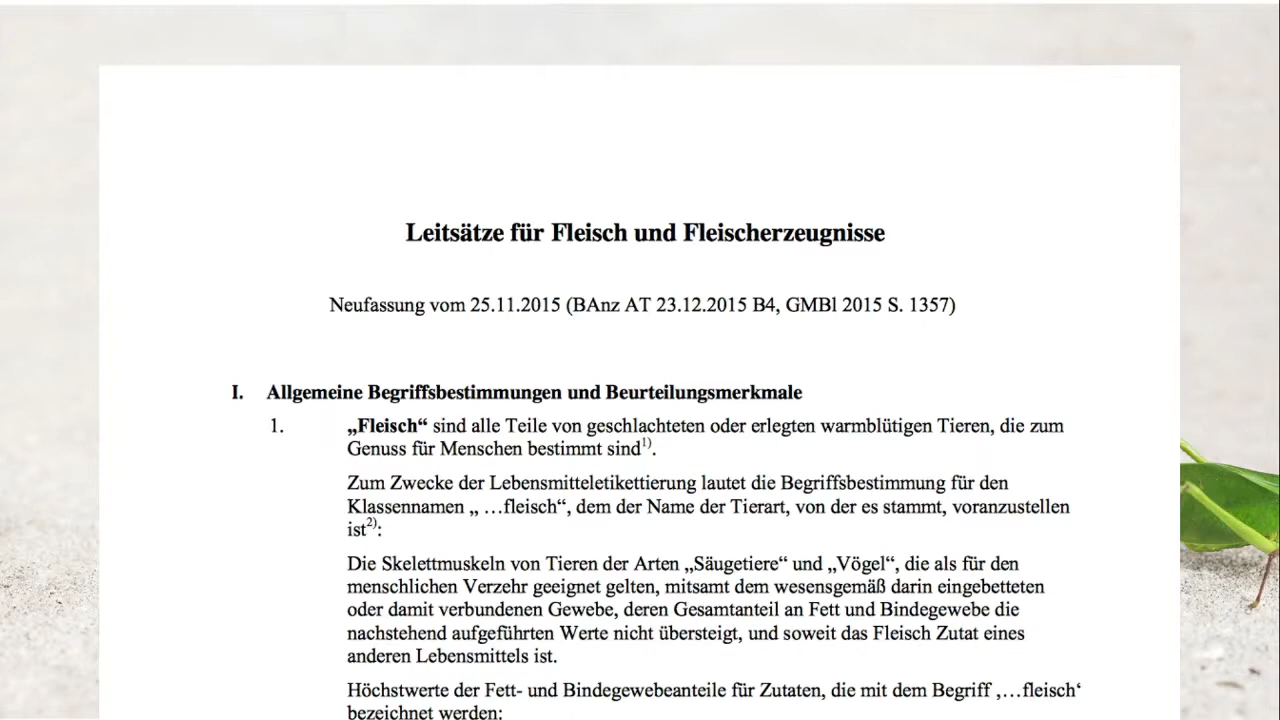 Leitsätze für Fleisch und Fleischerzeugnisse
Neufassung vom 25.11.2015 (BAnz AT 23.12.2015 B4, GMBl 2015 S. 1357)
I. Allgemeine Begriffsbestimmungen und Beurteilungsmerkmale
1. „Fleisch“ sind alle Teile von geschlachteten oder erlegten warmblütigen Tieren, die zum
Genuss für Menschen bestimmt sind1).
Zum Zwecke der Lebensmitteletikettierung lautet die Begriffsbestimmung für den
Klassennamen „ …fleisch“, dem der Name der Tierart, von der es stammt, voranzustellen
ist2):
Die Skelettmuskeln von Tieren der Arten „Säugetiere“ und „Vögel“, die als für den
menschlichen Verzehr geeignet gelten, mitsamt dem wesensgemäß darin eingebetteten
oder damit verbundenen Gewebe, deren Gesamtanteil an Fett und Bindegewebe die
nachstehend aufgeführten Werte nicht übersteigt, und soweit das Fleisch Zutat eines
anderen Lebensmittels ist.
Höchstwerte der Fett- und Bindegewebeanteile für Zutaten, die mit dem Begriff ‚…fleisch‘
bezeichnet werden: